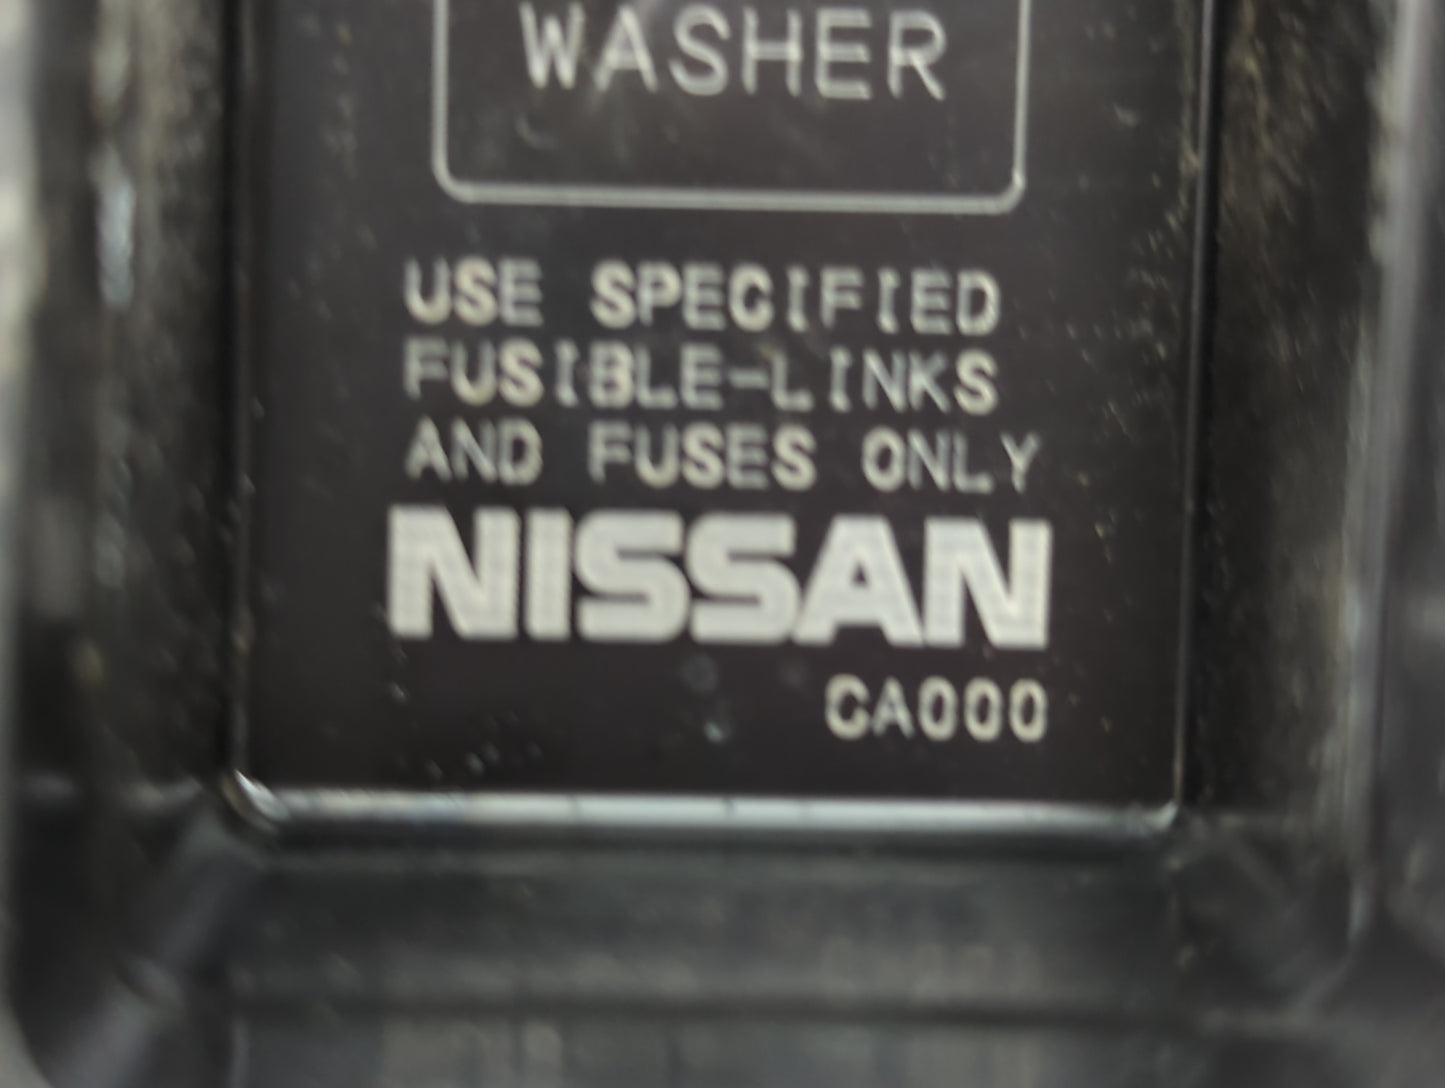 WASHER
USE SPECIFIED
FUSIBLE-LINKS
AND FUSES ONLY
NISSAN
CA000